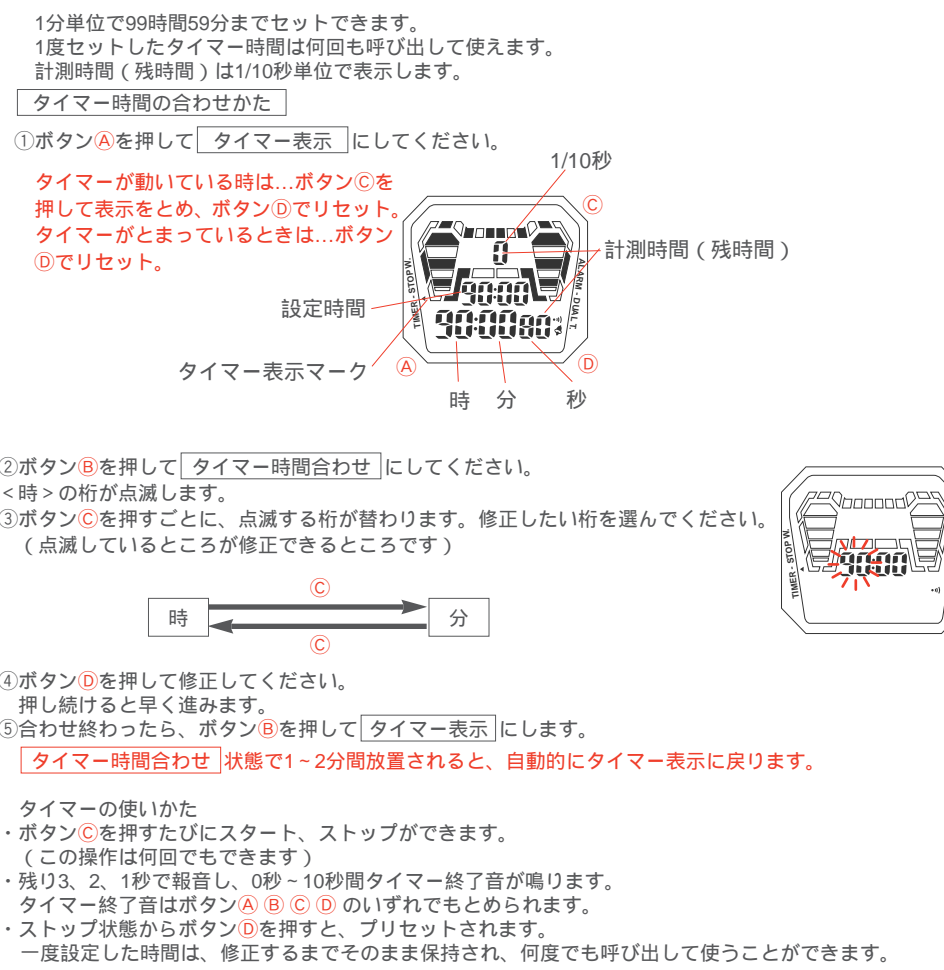 1分単位で99時間59分までセットできます。
1度セットしたタイマー時間は何回も呼び出して使えます。
計測時間(残時間)は1/10秒単位で表示します。
タイマー時間の合わせかた
①ボタンⒶを押してタイマー表示にしてください。
タイマーが動いている時は…ボタンⒸを
押して表示をとめ、ボタンⒹでリセット。
タイマーがとまっているときは…ボタン
Ⓓでリセット。
1/10秒
Ⓒ
計測時間(残時間)
設定時間
タイマー表示マーク
TIMER - STOP W.
ALARM - DUAL T.
0
90:00
90:0000
Ⓐ
Ⓓ
時 分 秒
②ボタンⒷを押してタイマー時間合わせにしてください。
<時>の桁が点滅します。
③ボタンⒸを押すごとに、点滅する桁が替わります。修正したい桁を選んでください。
(点滅しているところが修正できるところです)
TIMER - STOP W.
90:00
Ⓒ
時 分
Ⓒ
④ボタンⒹを押して修正してください。
押し続けると早く進みます。
⑤合わせ終わったら、ボタンⒷを押してタイマー表示にします。
タイマー時間合わせ状態で1~2分間放置されると、自動的にタイマー表示に戻ります。
タイマーの使いかた
・ボタンⒸを押すたびにスタート、ストップができます。
(この操作は何回でもできます)
・残り3、2、1秒で報音し、0秒~10秒間タイマー終了音が鳴ります。
タイマー終了音はボタンⒶ Ⓑ Ⓒ Ⓓ のいずれでもとめられます。
・ストップ状態からボタンⒹを押すと、プリセットされます。
一度設定した時間は、修正するまでそのまま保持され、何度でも呼び出して使うことができます。